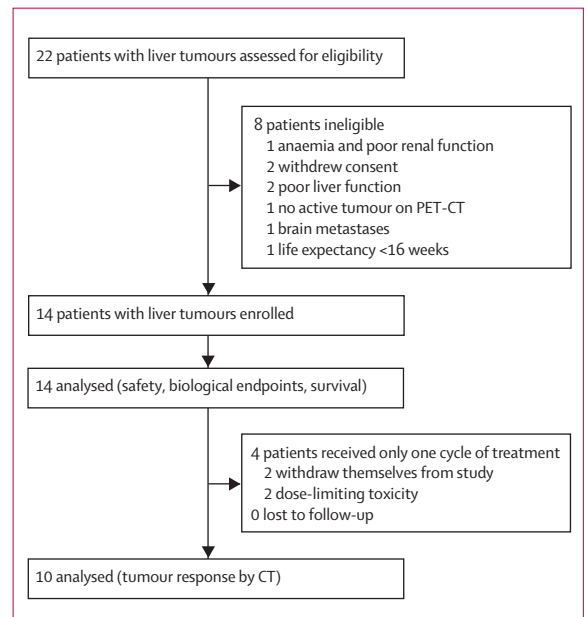 22 patients with liver tumours assessed for eligibility
8 patients ineligible
1 anaemia and poor renal function
2 withdrew consent
2 poor liver function
1 no active tumour on PET-CT
1 brain metastases
1 life expectancy <16 weeks
14 patients with liver tumours enrolled
14 analysed (safety, biological endpoints, survival)
4 patients received only one cycle of treatment
2 withdraw themselves from study
2 dose-limiting toxicity
0 lost to follow-up
10 analysed (tumour response by CT)